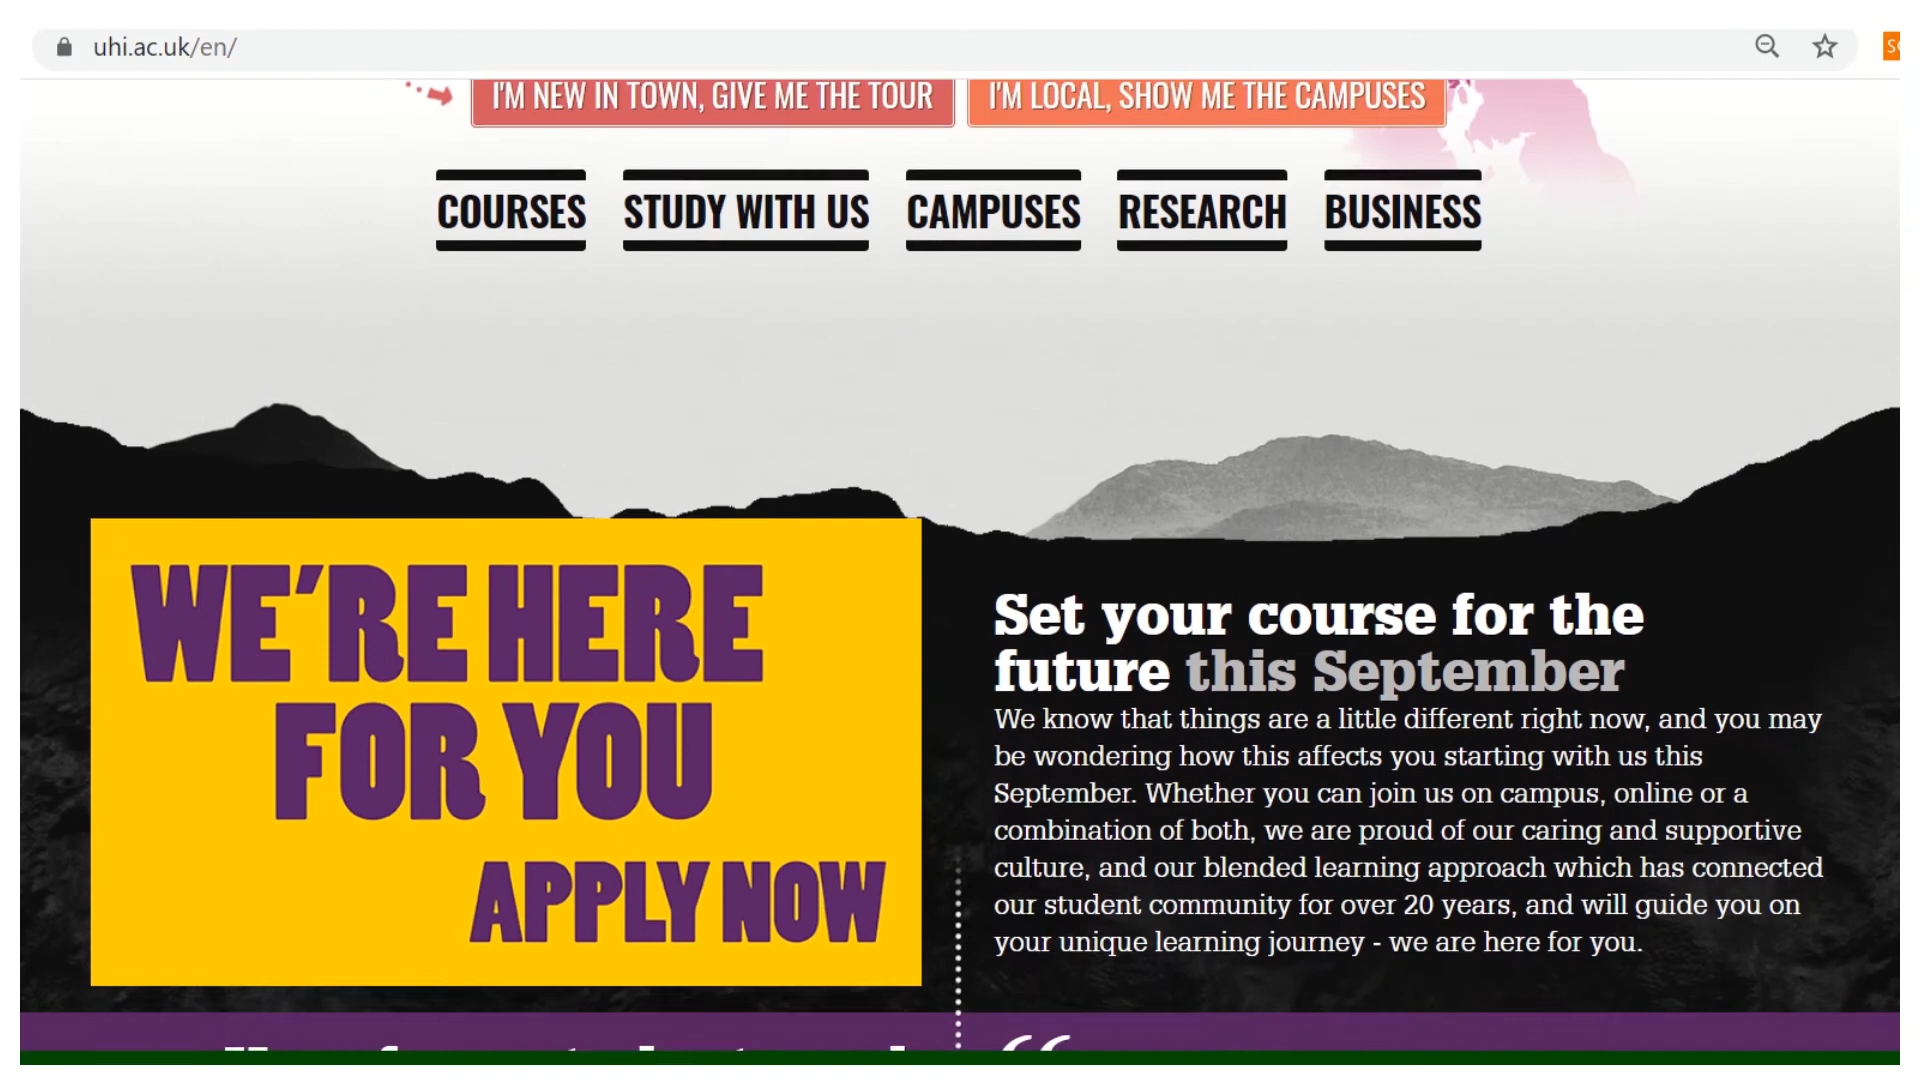 uhi.ac.uk/en/
I'M NEW IN TOWN, GIVE ME THE TOUR
I'M LOCAL, SHOW ME THE CAMPUSES
COURSES
STUDY WITH US
CAMPUSES
RESEARCH
BUSINESS
WE'RE HERE
FOR YOU
APPLY NOW
Set your course for the
future this September
We know that things are a little different right now, and you may
be wondering how this affects you starting with us this
September. Whether you can join us on campus, online or a
combination of both, we are proud of our caring and supportive
culture, and our blended learning approach which has connected
our student community for over 20 years, and will guide you on
your unique learning journey - we are here for you.